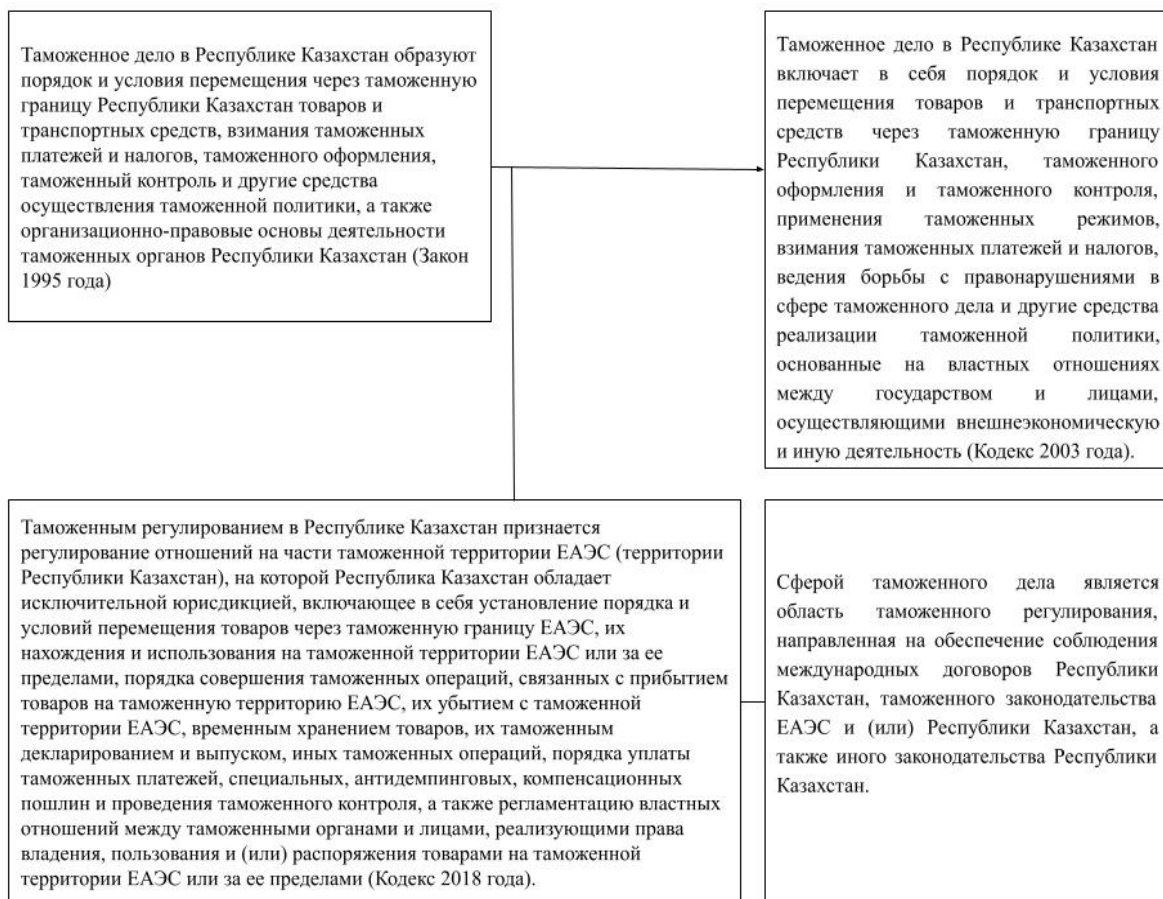 Таможенное дело в Республике Казахстан образуют
порядок и условия перемещения через таможенную
границу Республики Казахстан товаров и
транспортных средств, взимания таможенных
платежей и налогов, таможенного оформления,
таможенный контроль и другие средства
осуществления таможенной политики, а также
организационно-правовые основы деятельности
таможенных органов Республики Казахстан (Закон
1995 года)
Таможенное дело в Республике Казахстан
включает в себя порядок и условия
перемещения товаров и транспортных
средств через таможенную границу
Республики Казахстан, таможенного
оформления и таможенного контроля,
применения таможенных режимов,
взимания таможенных платежей и налогов,
ведения борьбы с правонарушениями в
сфере таможенного дела и другие средства
реализации таможенной политики,
основанные на властных отношениях
между государством и лицами,
осуществляющими внешнеэкономическую
и иную деятельность (Кодекс 2003 года).
Таможенным регулированием в Республике Казахстан признается
регулирование отношений на части таможенной территории ЕАЭС (территории
Республики Казахстан), на которой Республика Казахстан обладает
исключительной юрисдикцией, включающее в себя установление порядка и
условий перемещения товаров через таможенную границу ЕАЭС, их
нахождения и использования на таможенной территории ЕАЭС или за ее
пределами, порядка совершения таможенных операций, связанных с прибытием
товаров на таможенную территорию ЕАЭС, их убытием с таможенной
территории ЕАЭС, временным хранением товаров, их таможенным
декларированием и выпуском, иных таможенных операций, порядка уплаты
таможенных платежей, специальных, антидемпинговых, компенсационных
пошлин и проведения таможенного контроля, а также регламентацию властных
отношений между таможенными органами и лицами, реализующими права
владения, пользования и (или) распоряжения товарами на таможенной
территории ЕАЭС или за ее пределами (Кодекс 2018 года).
Сферой таможенного дела является
область таможенного регулирования,
направленная на обеспечение соблюдения
международных договоров Республики
Казахстан, таможенного законодательства
ЕАЭС и (или) Республики Казахстан, а
также иного законодательства Республики
Казахстан.